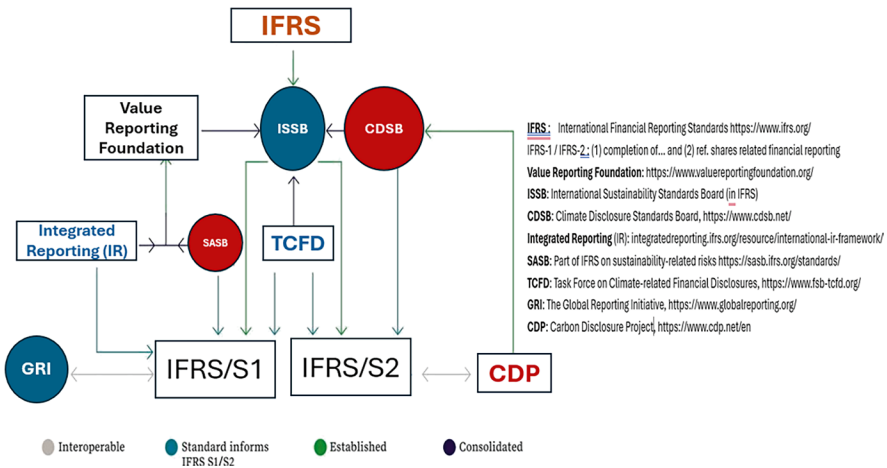 IFRS
Value
Reporting
Foundation
ISSB
CDSB
Integrated
Reporting (IR)
SASB
TCFD
GRI
IFRS/S1
IFRS/S2
CDP
IFRS : International Financial Reporting Standards https://www.ifrs.org/
IFRS-1 / IFRS-2 : (1) completion of... and (2) ref. shares related financial reporting
Value Reporting Foundation: https://www.valuereportingfoundation.org/
ISSB: International Sustainability Standards Board (in IFRS)
CDSB: Climate Disclosure Standards Board, https://www.cdsb.net/
Integrated Reporting (IR): integratedreporting.ifrs.org/resource/international-ir-framework/
SASB: Part of IFRS on sustainability-related risks https://sasb.ifrs.org/standards/
TCFD: Task Force on Climate-related Financial Disclosures, https://www.fsb-tcfd.org/
GRI: The Global Reporting Initiative, https://www.globalreporting.org/
CDP: Carbon Disclosure Project, https://www.cdp.net/en
Interoperable
Standard informs
IFRS S1/S2
Established
Consolidated